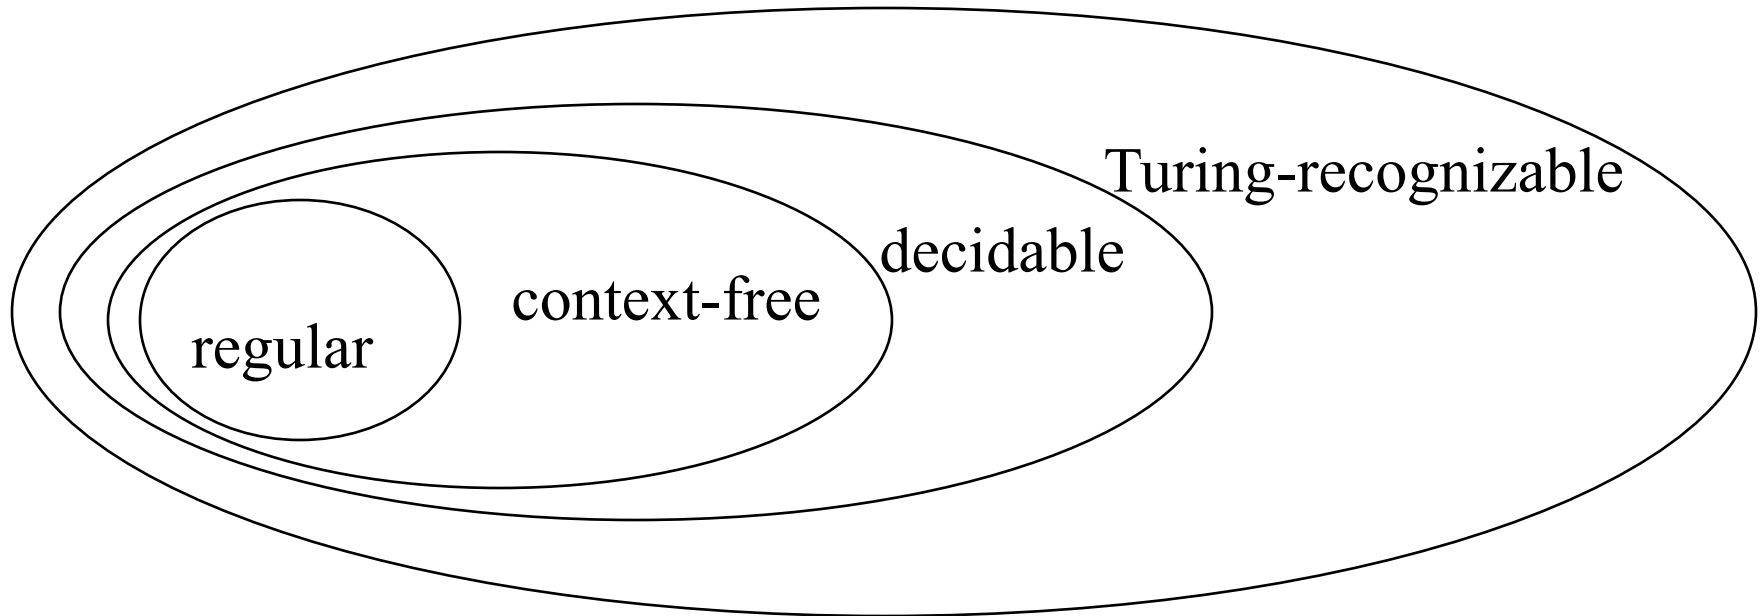 Turing-recognizable
decidable
context-free
regular